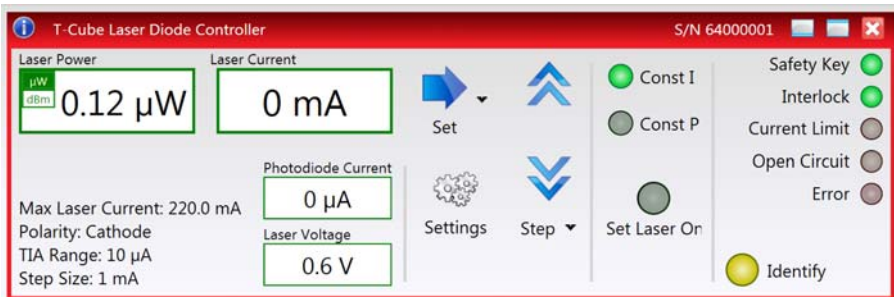 T-Cube Laser Diode Controller
S/N 64000001
Laser Power
µW
dBm
0.12 µW
Laser Current
0 mA
Photodiode Current
0 µA
Laser Voltage
0.6 V
Max Laser Current: 220.0 mA
Polarity: Cathode
TIA Range: 10 µA
Step Size: 1 mA
Set
Settings
Step
Const I
Const P
Set Laser On
Safety Key
Interlock
Current Limit
Open Circuit
Error
Identify